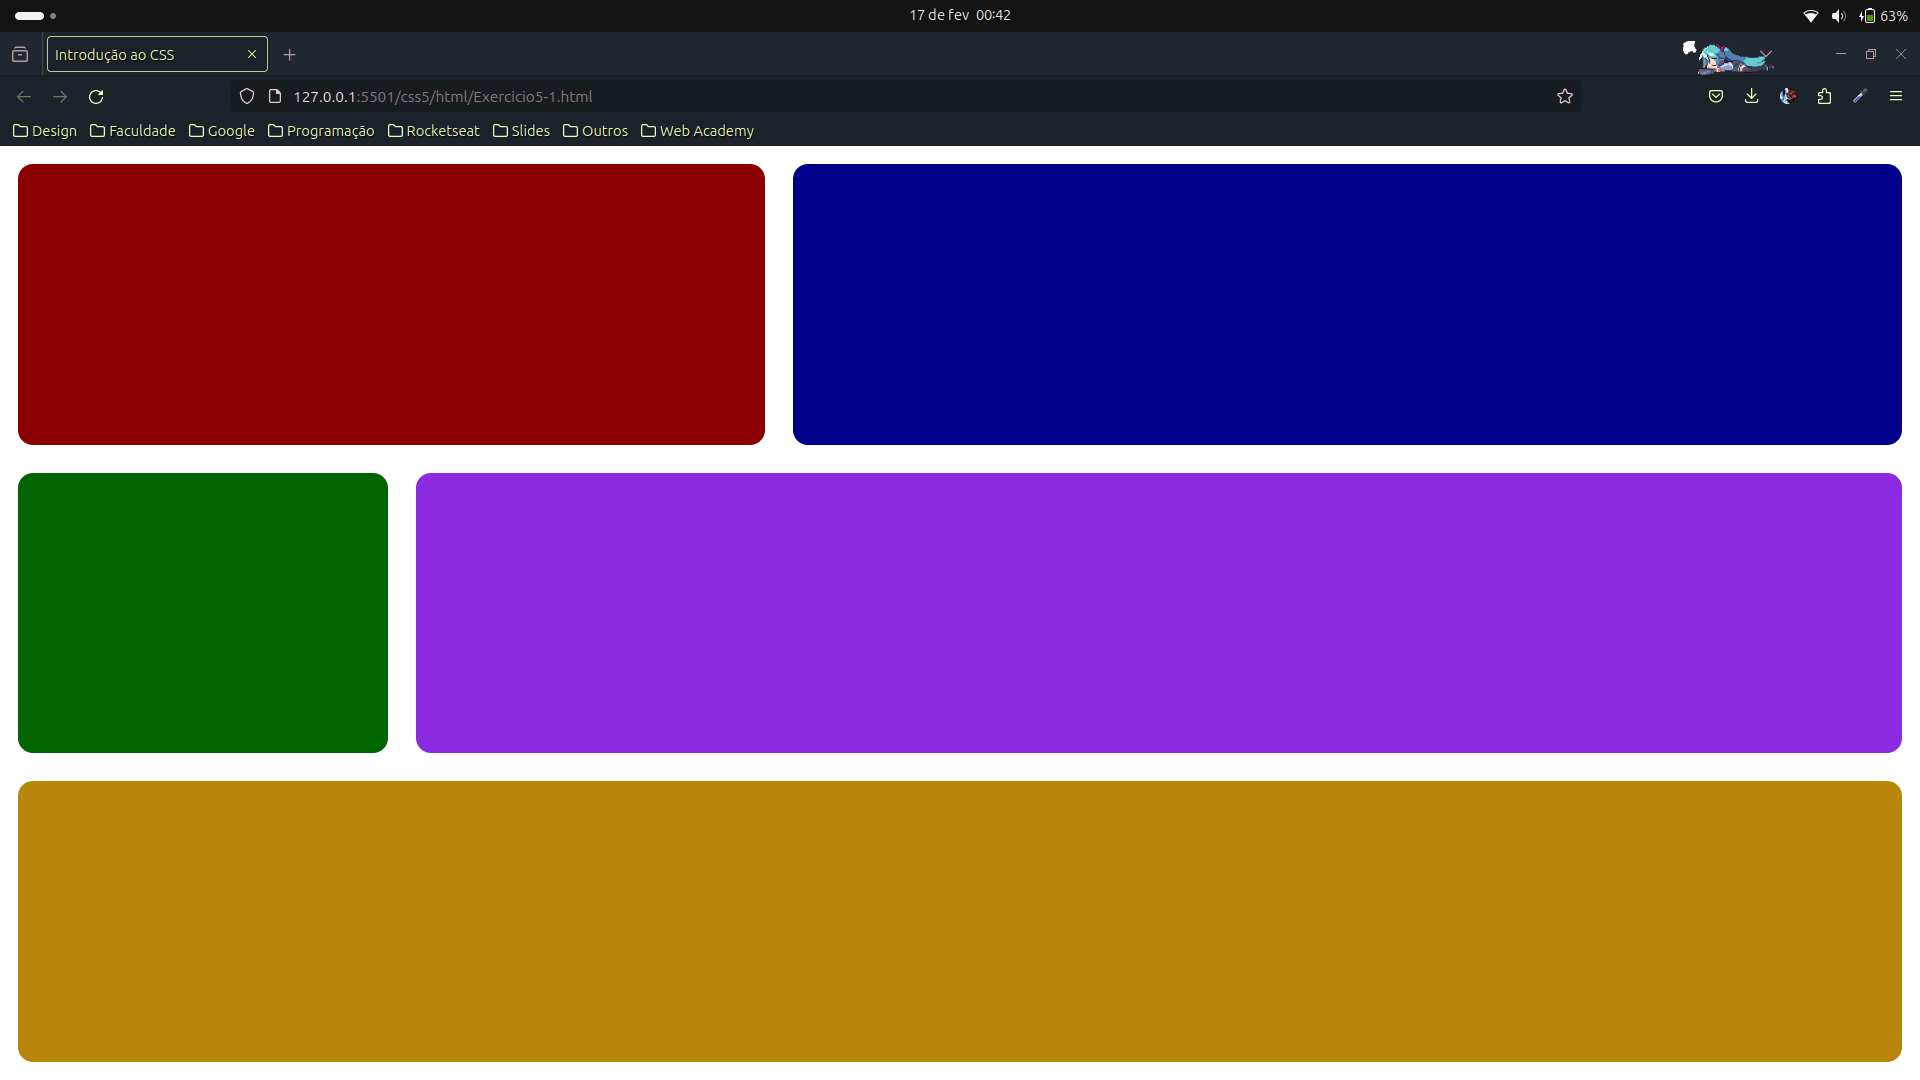 17 de fev 00:42
63%
Introdução ao CSS
127.0.0.1:5501/css5/html/Exercicio5-1.html
Design Faculdade Google Programação Rocketseat Slides Outros Web Academy